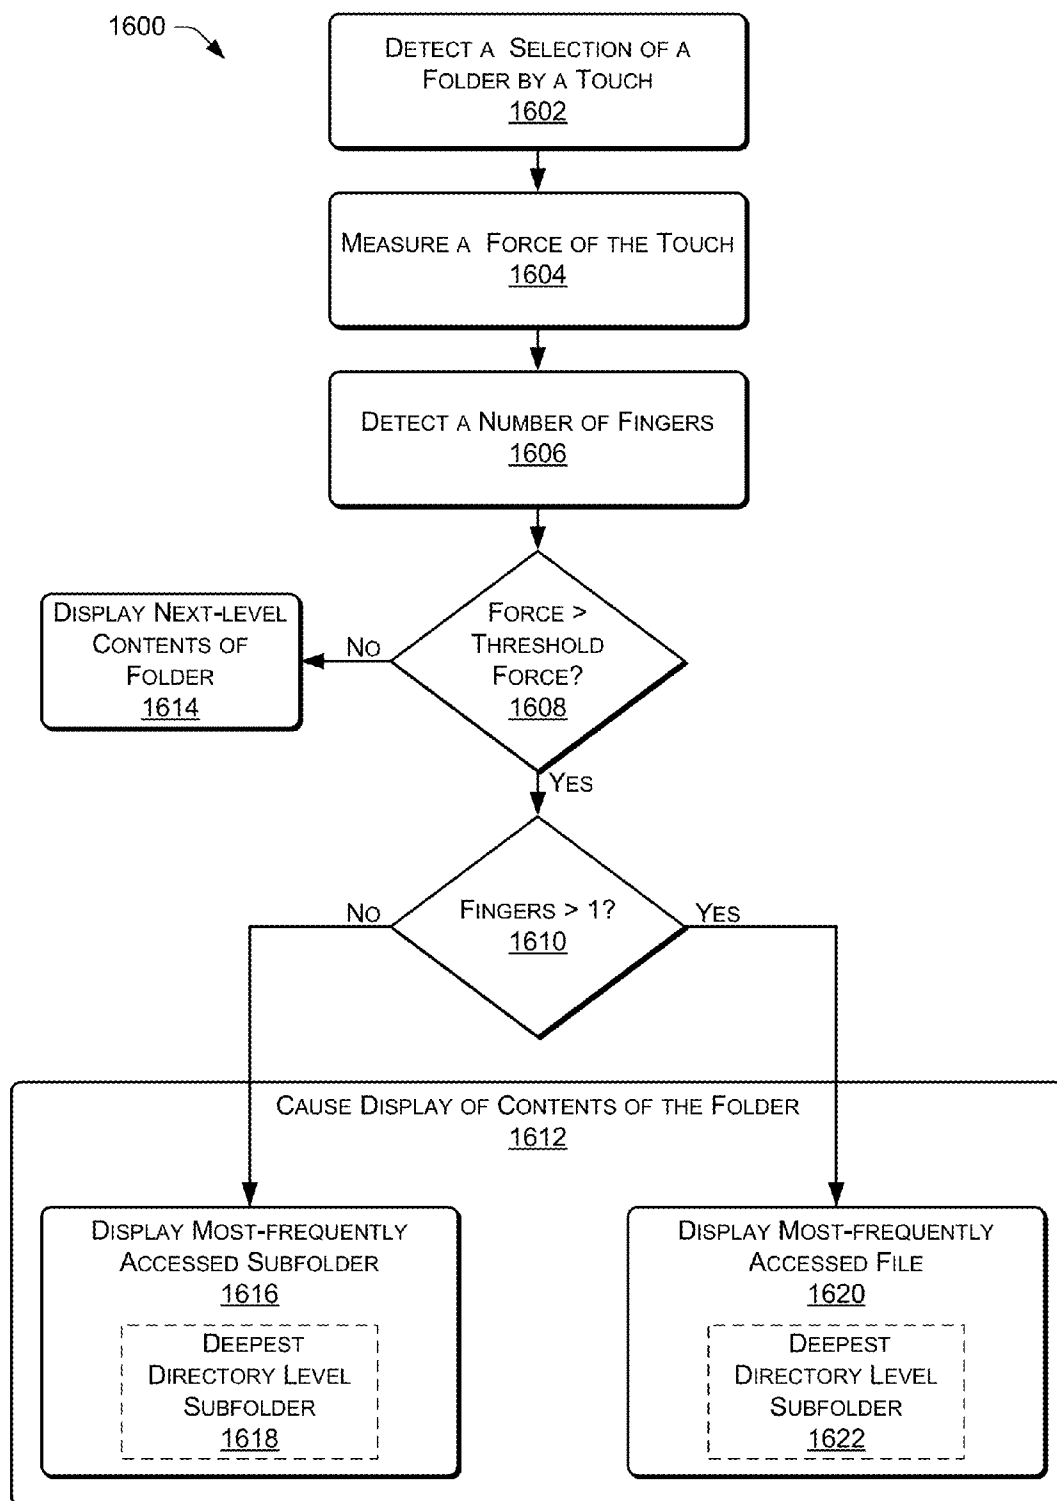 1600
DETECT A SELECTION OF A
FOLDER BY A TOUCH
1602
MEASURE A FORCE OF THE TOUCH
1604
DETECT A NUMBER OF FINGERS
1606
FORCE >
THRESHOLD
FORCE?
1608
NO
DISPLAY NEXT-LEVEL
CONTENTS OF
FOLDER
1614
YES
FINGERS > 1?
1610
NO
YES
CAUSE DISPLAY OF CONTENTS OF THE FOLDER
1612
DISPLAY MOST-FREQUENTLY
ACCESSED SUBFOLDER
1616
DEEPEST
DIRECTORY LEVEL
SUBFOLDER
1618
DISPLAY MOST-FREQUENTLY
ACCESSED FILE
1620
DEEPEST
DIRECTORY LEVEL
SUBFOLDER
1622